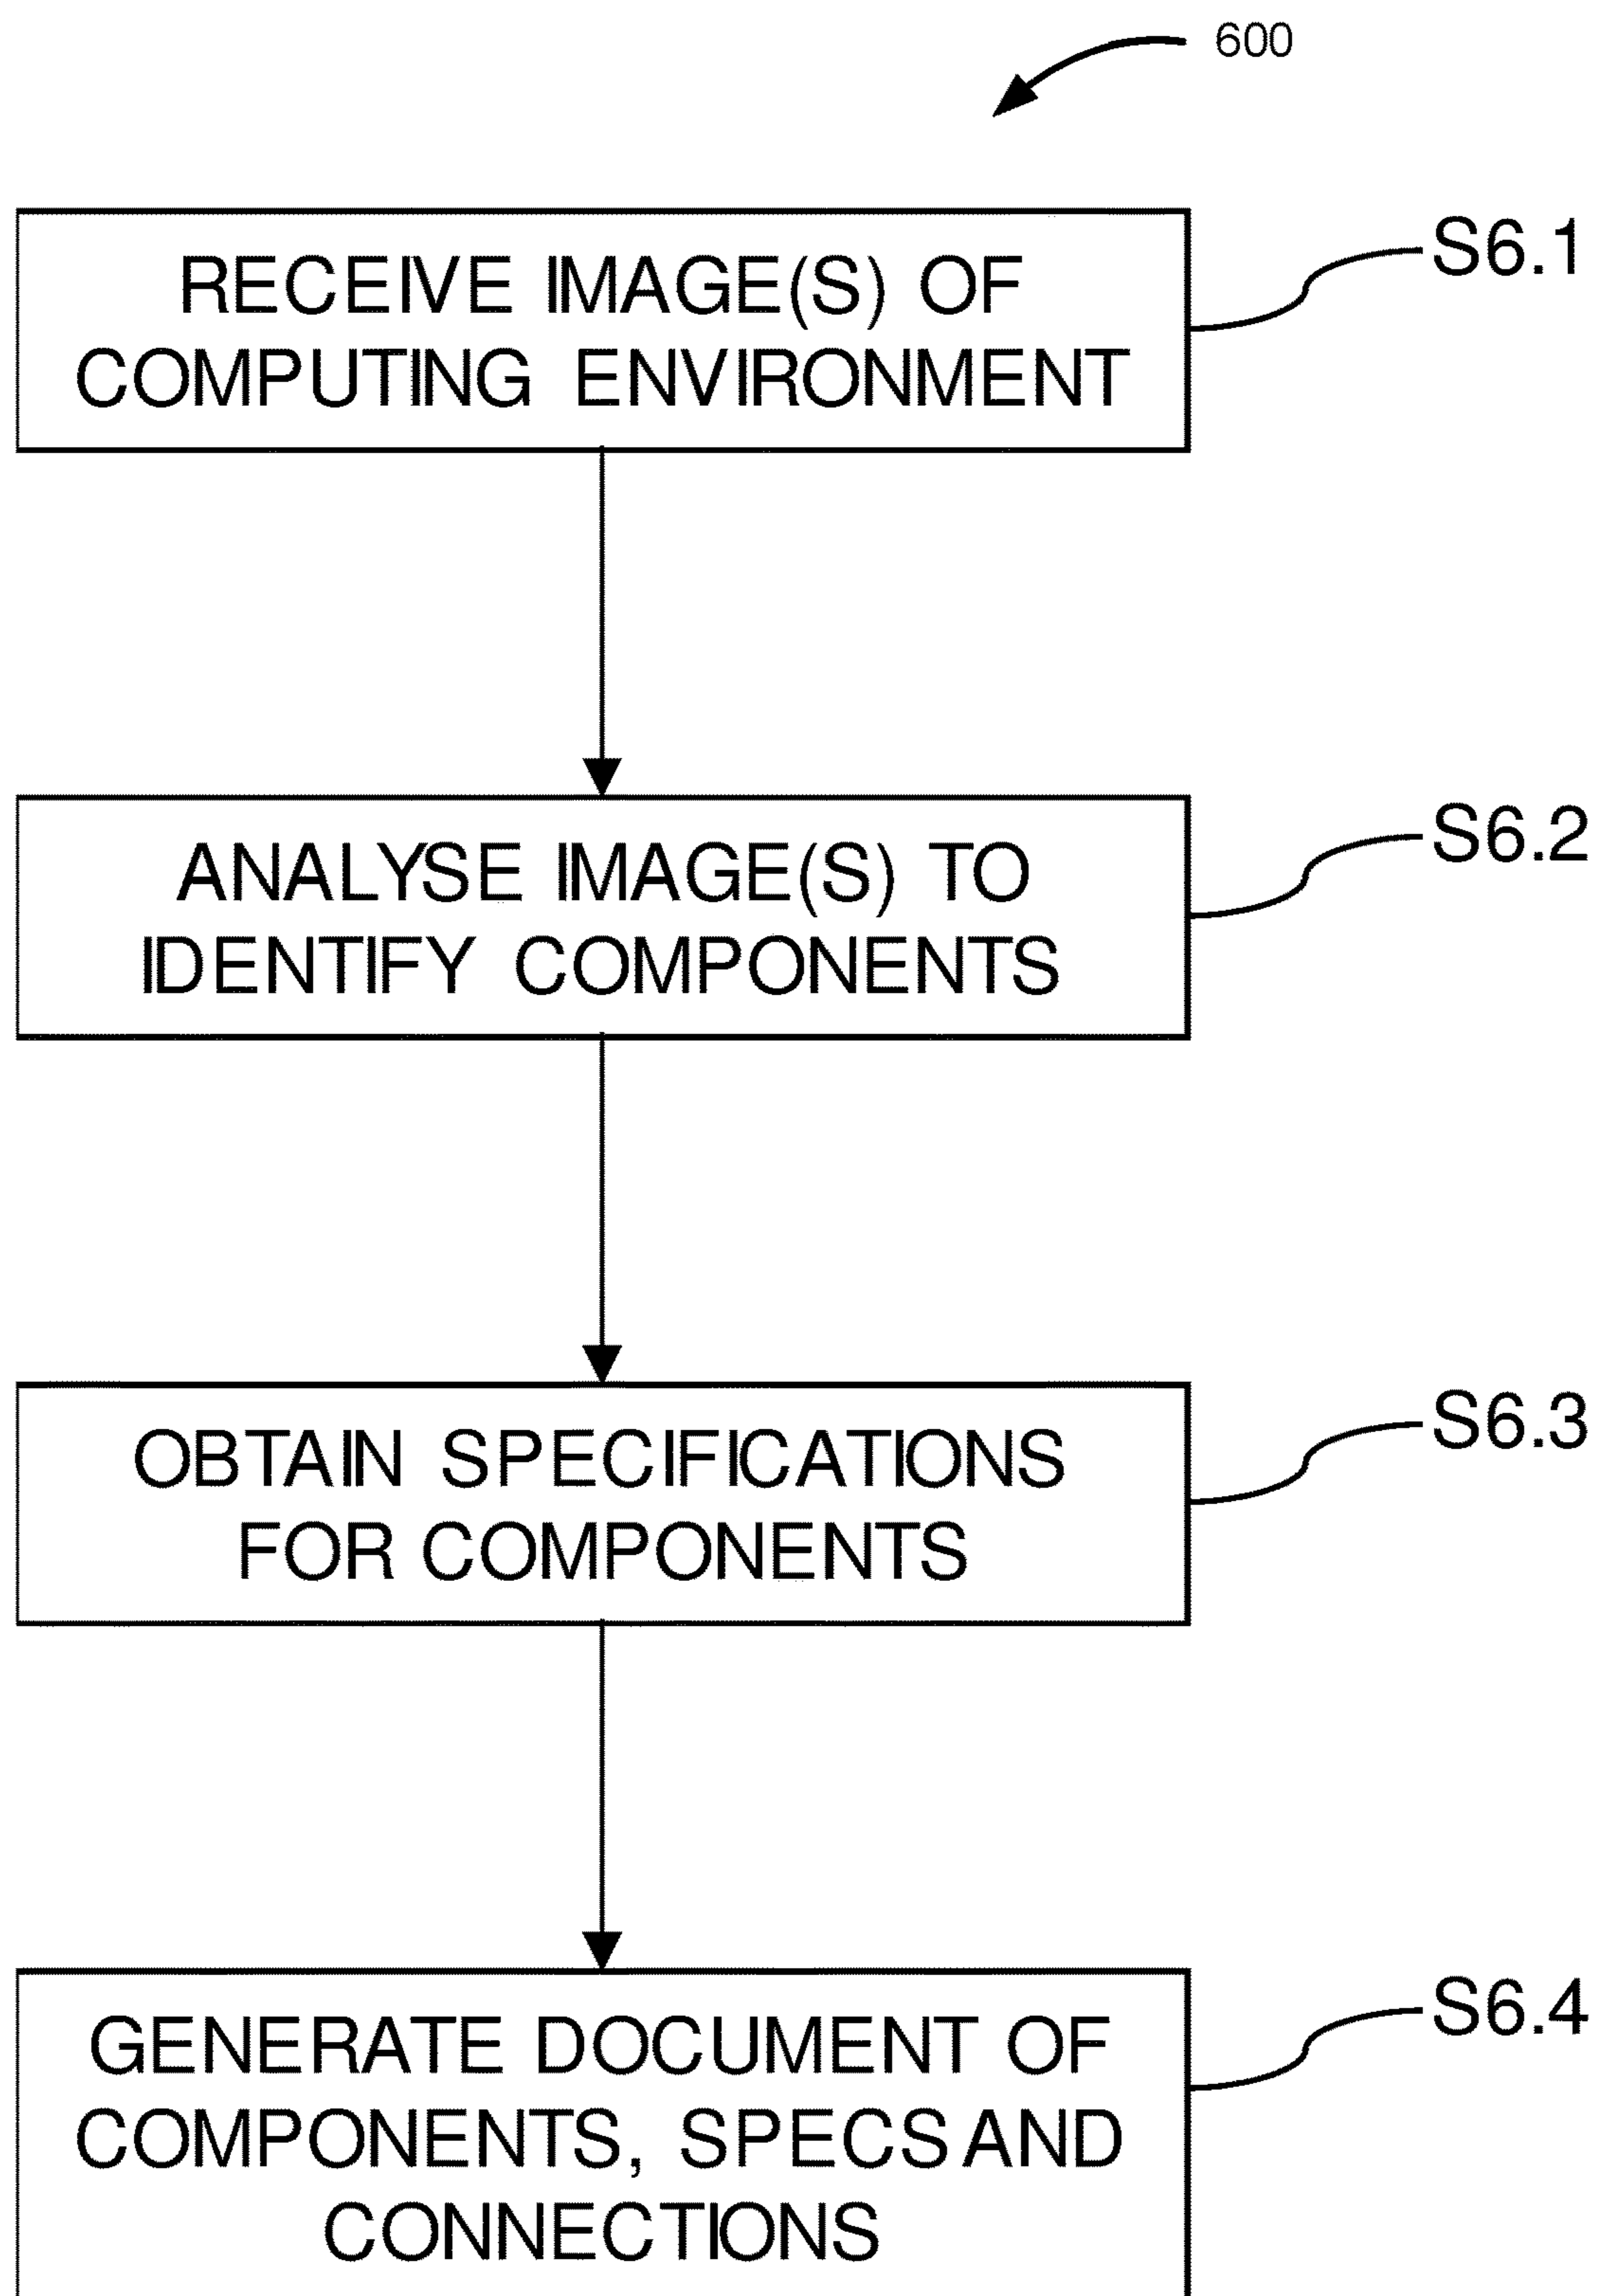 600
RECEIVE IMAGE(S) OF
COMPUTING ENVIRONMENT
S6.1
ANALYSE IMAGE(S) TO
IDENTIFY COMPONENTS
S6.2
OBTAIN SPECIFICATIONS
FOR COMPONENTS
S6.3
GENERATE DOCUMENT OF
COMPONENTS, SPECS AND
CONNECTIONS
S6.4